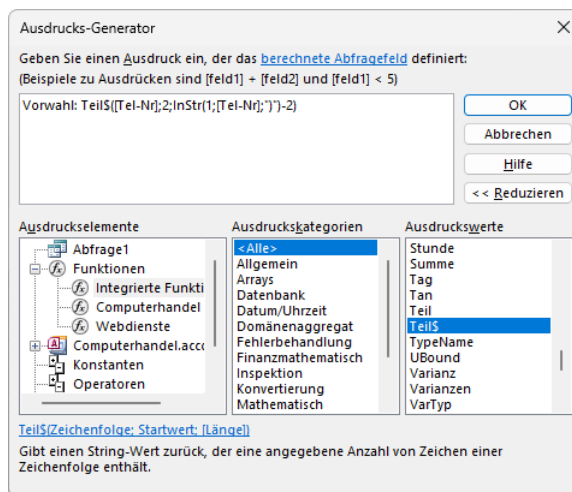 Ausdrucks-Generator
Geben Sie einen Ausdruck ein, der das berechnete Abfragefeld definiert:
(Beispiele zu Ausdrücken sind [feld1] + [feld2] und [feld1] < 5)
Vorwahl: Teil$([Tel-Nr];2;InStr(1;[Tel-Nr];")")-2)
OK
Abbrechen
Hilfe
<< Reduzieren
Ausdruckselemente
Abfrage1
Funktionen
Integrierte Funkti
Computerhandel
Webdienste
Computerhandel.acc
Konstanten
Operatoren
Ausdruckskategorien
<Alle>
Allgemein
Arrays
Datenbank
Datum/Uhrzeit
Domänenaggregat
Fehlerbehandlung
Finanzmathematisch
Inspektion
Konvertierung
Mathematisch
Ausdruckswerte
Stunde
Summe
Tag
Tan
Teil
Teil$
TypeName
UBound
Varianz
Varianzen
VarTyp
Teil$(Zeichenfolge; Startwert; [Länge])
Gibt einen String-Wert zurück, der eine angegebene Anzahl von Zeichen einer
Zeichenfolge enthält.